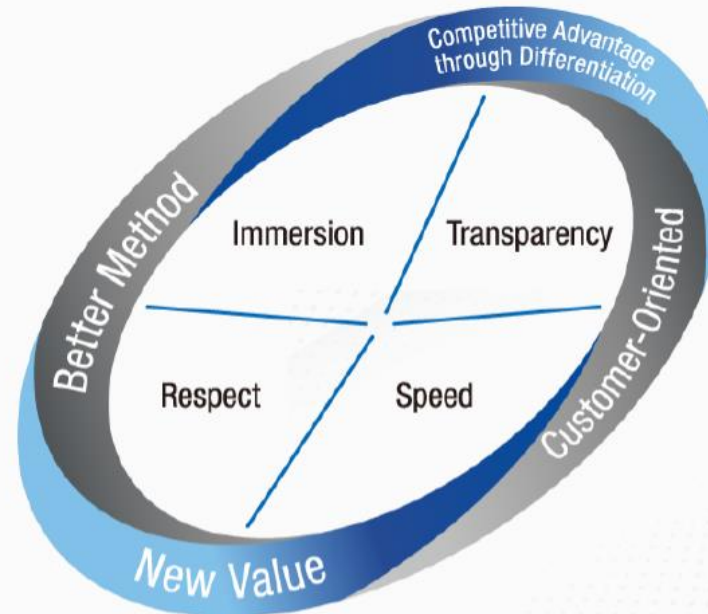 Competitive Advantage
through Differentiation
Better Method
Immersion
Transparency
Customer-Oriented
Respect
Speed
New Value